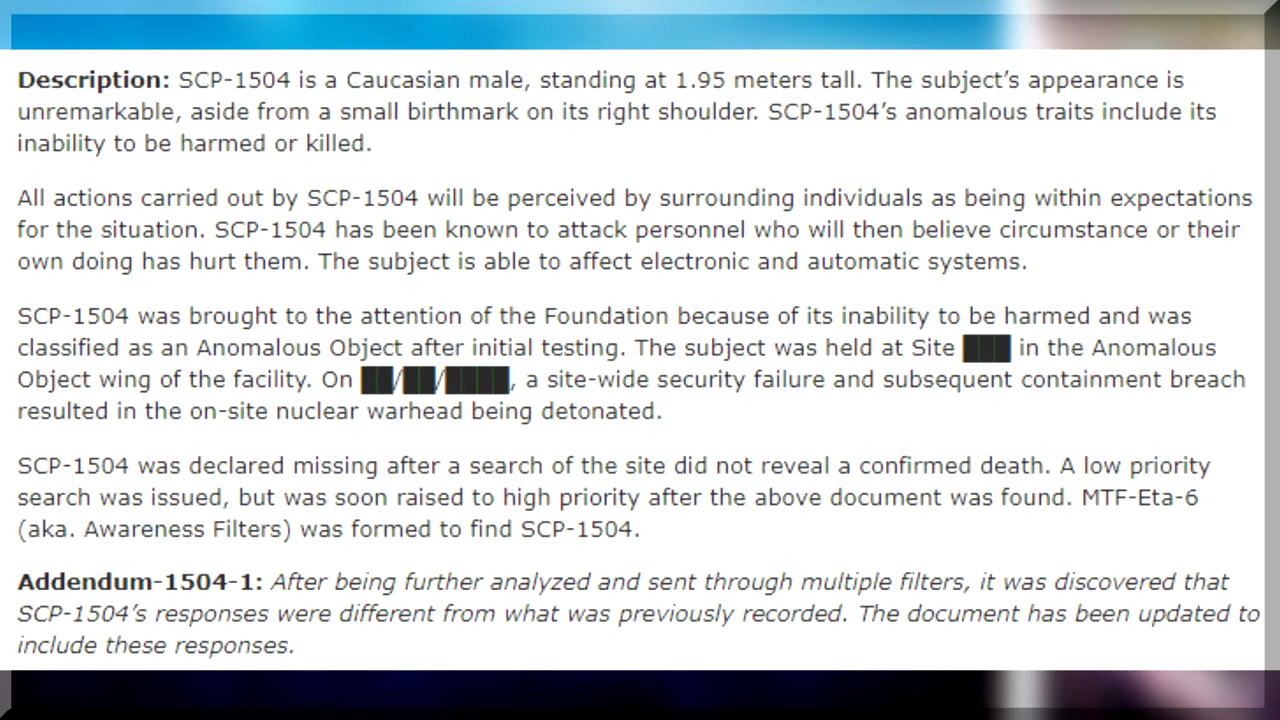 Description: SCP-1504 is a Caucasian male, standing at 1.95 meters tall. The subject’s appearance is
unremarkable, aside from a small birthmark on its right shoulder. SCP-1504’s anomalous traits include its
inability to be harmed or killed.
All actions carried out by SCP-1504 will be perceived by surrounding individuals as being within expectations
for the situation. SCP-1504 has been known to attack personnel who will then believe circumstance or their
own doing has hurt them. The subject is able to affect electronic and automatic systems.
SCP-1504 was brought to the attention of the Foundation because of its inability to be harmed and was
classified as an Anomalous Object after initial testing. The subject was held at Site ███ in the Anomalous
Object wing of the facility. On ██/██/████, a site-wide security failure and subsequent containment breach
resulted in the on-site nuclear warhead being detonated.
SCP-1504 was declared missing after a search of the site did not reveal a confirmed death. A low priority
search was issued, but was soon raised to high priority after the above document was found. MTF-Eta-6
(aka. Awareness Filters) was formed to find SCP-1504.
Addendum-1504-1: After being further analyzed and sent through multiple filters, it was discovered that
SCP-1504’s responses were different from what was previously recorded. The document has been updated to
include these responses.